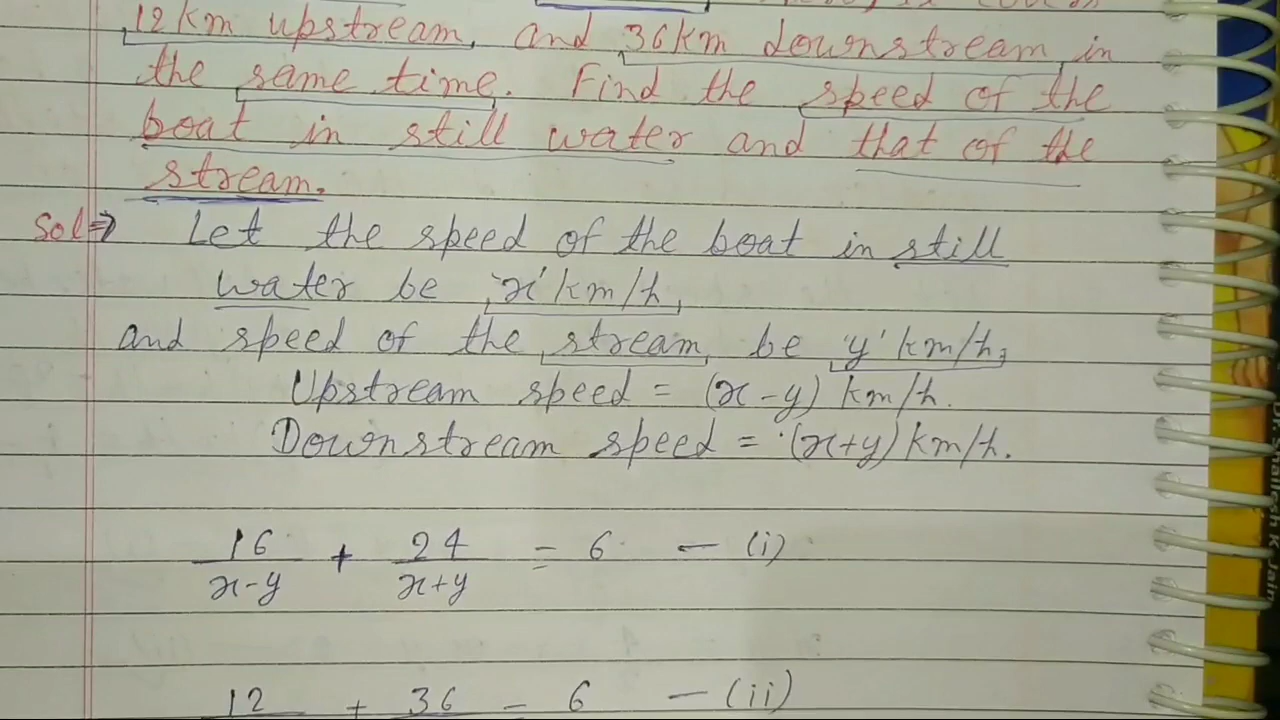 12km upstream, and 36km downstream in
the same time. Find the speed of the
boat in still water and that of the
stream.
Sol⇒ Let the speed of the boat in still
water be 'x' km/h,
and speed of the stream, be 'y' km/h,
Upstream speed = (x-y) km/h.
Downstream speed = (x+y) km/h.
16/(x-y) + 24/(x+y) = 6 — (i)
12 + 36 = 6 — (ii)
Shailesh K. Jain